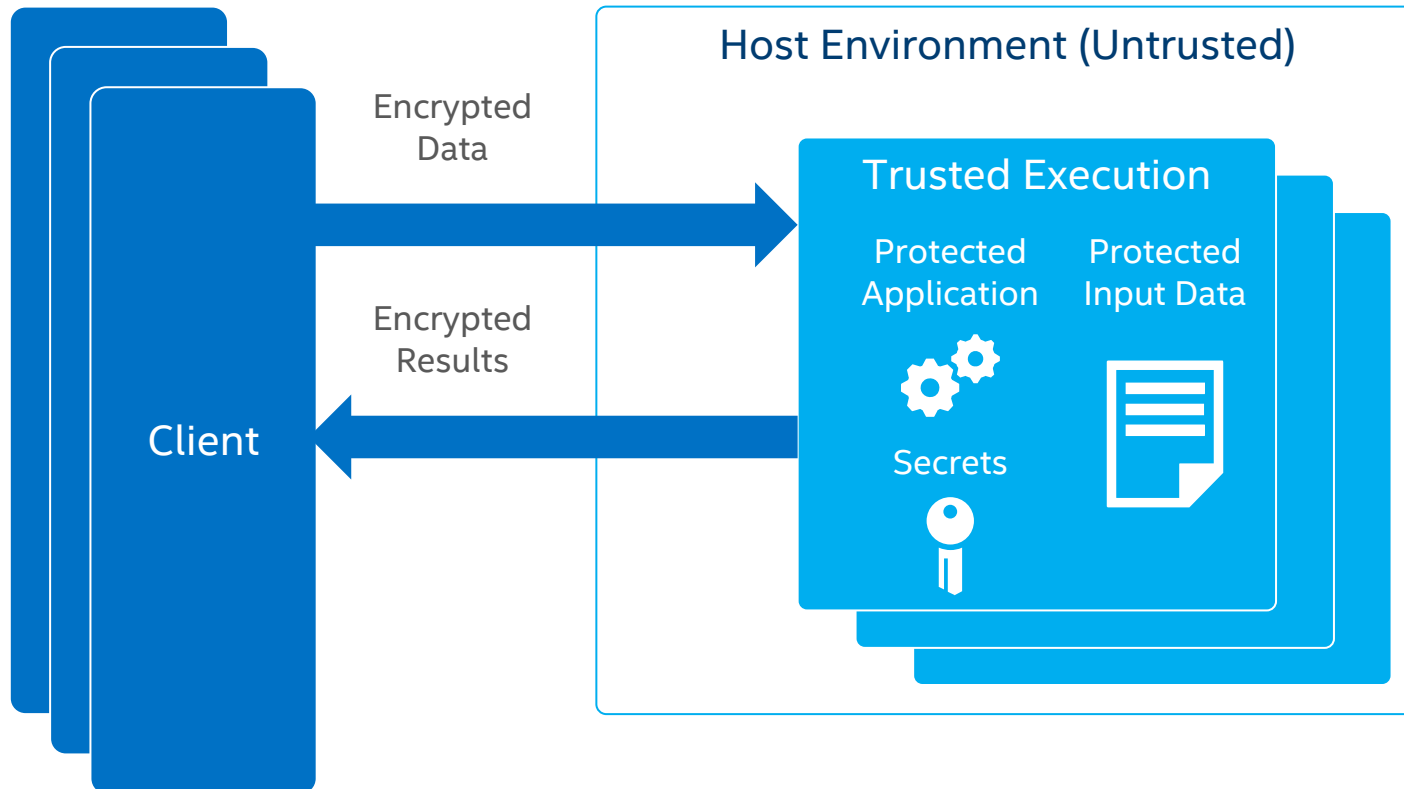 Host Environment (Untrusted)
Encrypted
Data
Trusted Execution
Protected
Application
Protected
Input Data
Encrypted
Results
Client
Secrets